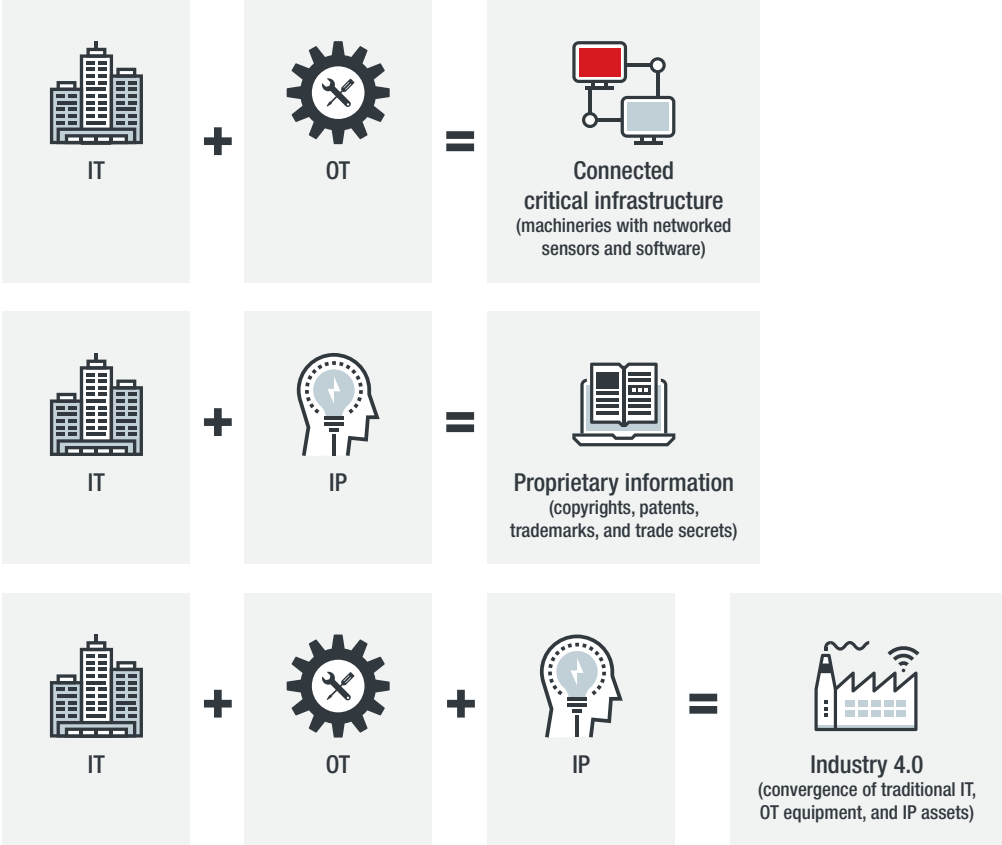 IT
+
OT
=
Connected
critical infrastructure
(machineries with networked
sensors and software)
IT
+
IP
=
Proprietary information
(copyrights, patents,
trademarks, and trade secrets)
IT
+
OT
+
IP
=
Industry 4.0
(convergence of traditional IT,
OT equipment, and IP assets)